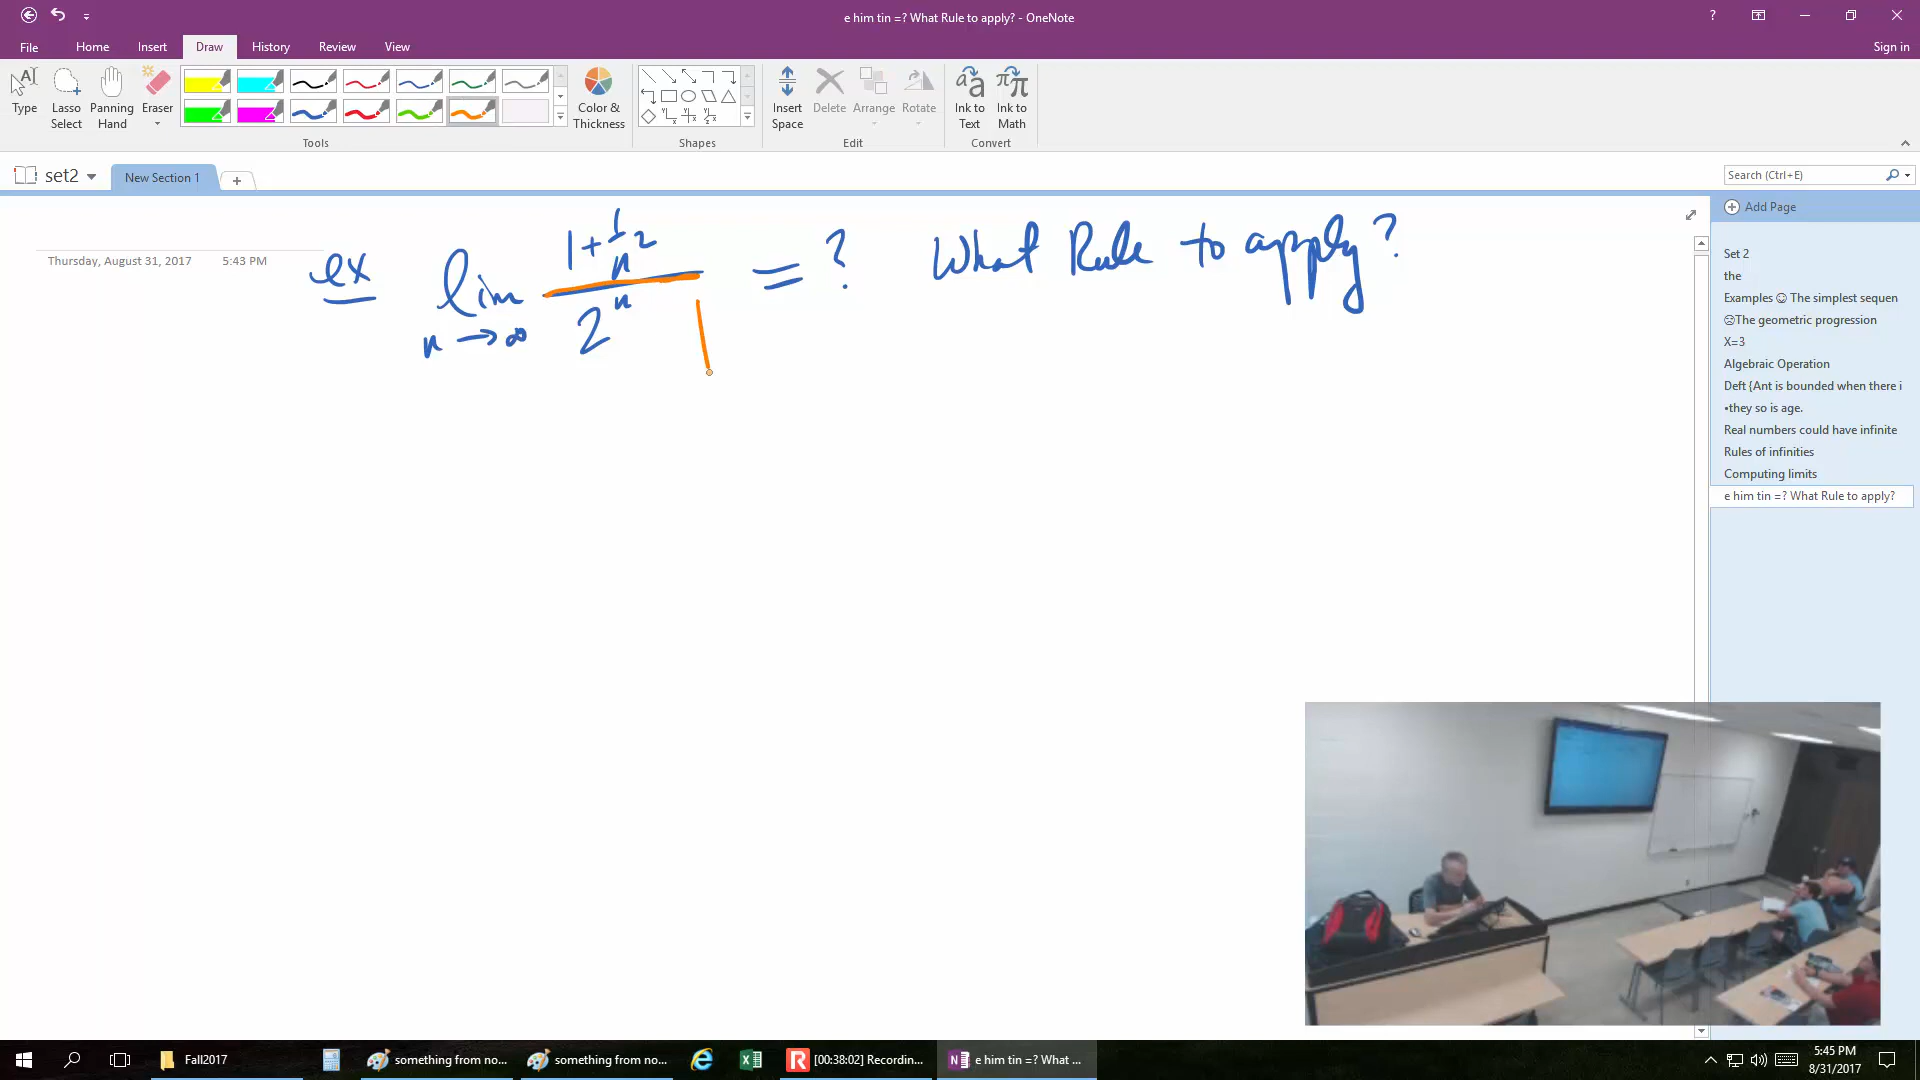 e him tin =? What Rule to apply? - OneNote
?
File Home Insert Draw History Review View
Sign in
Type Lasso Select Panning Hand Eraser
Color & Thickness
Insert Space Delete Arrange Rotate
Ink to Text Ink to Math
Tools Shapes Edit Convert
set2 New Section 1 +
Search (Ctrl+E)
Add Page
Thursday, August 31, 2017 5:43 PM
ex lim n→∞ (1+1/n²)/2ⁿ = ? What Rule to apply?
Set 2
the
Examples ☺ The simplest sequen
☹The geometric progression
X=3
Algebraic Operation
Deft {Ant is bounded when there i
•they so is age.
Real numbers could have infinite
Rules of infinities
Computing limits
e him tin =? What Rule to apply?
Fall2017
something from no...
something from no...
[00:38:02] Recordin...
e him tin =? What ...
5:45 PM
8/31/2017